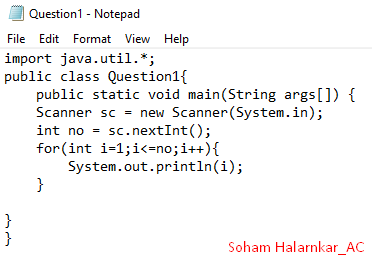 Question1 - Notepad
File Edit Format View Help
import java.util.*;
public class Question1{
    public static void main(String args[]) {
    Scanner sc = new Scanner(System.in);
    int no = sc.nextInt();
    for(int i=1;i<=no;i++){
        System.out.println(i);
    }

}
}
Soham Halarnkar_AC